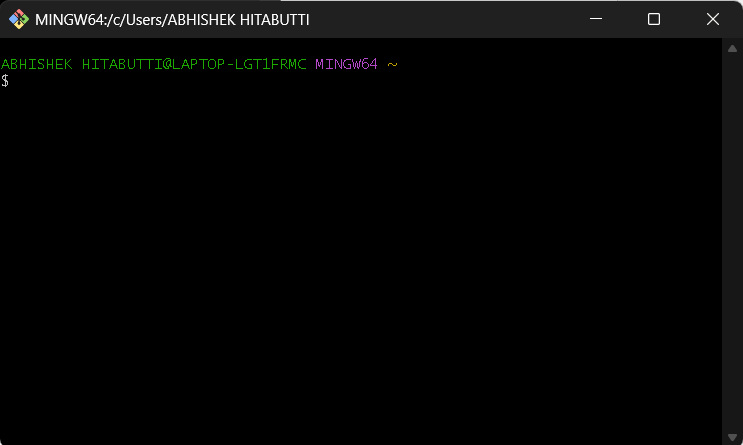 MINGW64:/c/Users/ABHISHEK HITABUTTI
ABHISHEK HITABUTTI@LAPTOP-LGT1FRMC MINGW64 ~
$